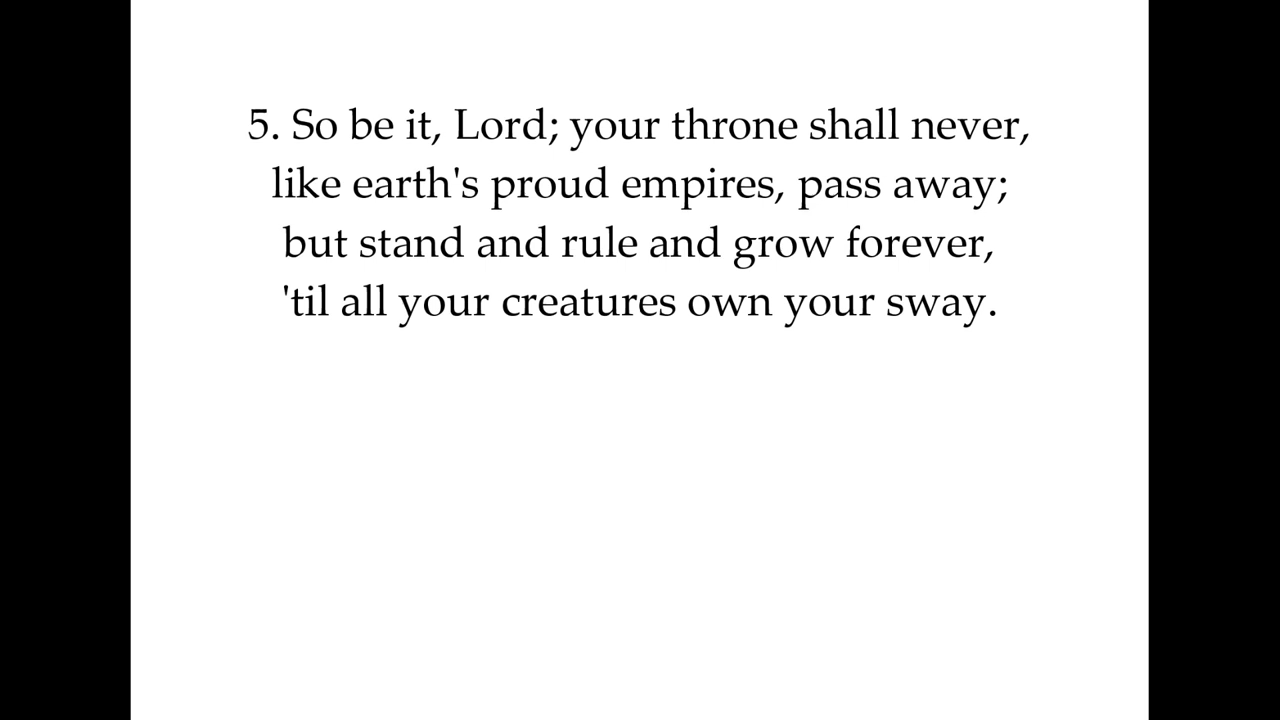 5. So be it, Lord; your throne shall never,
like earth's proud empires, pass away;
but stand and rule and grow forever,
'til all your creatures own your sway.